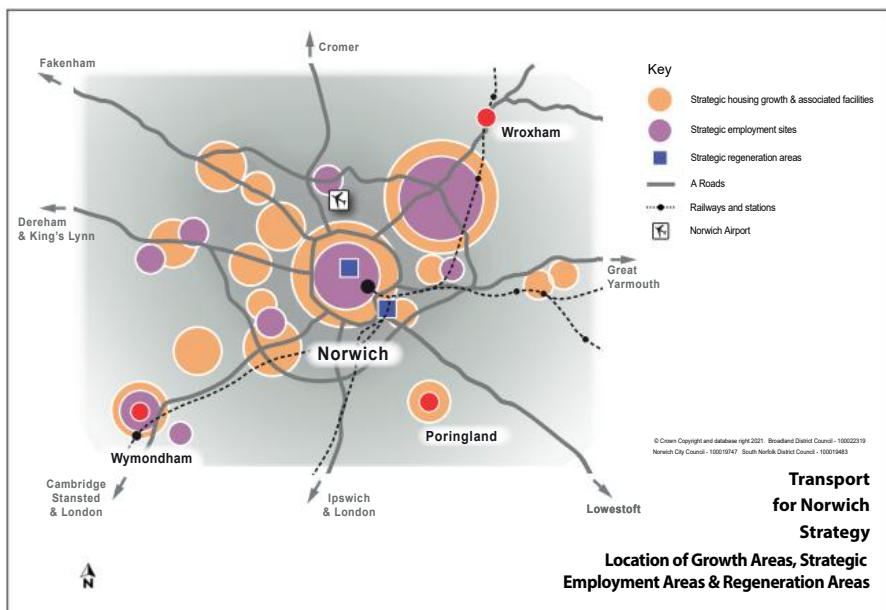 Cromer
Fakenham
Key
Strategic housing growth & associated facilities
Wroxham
Strategic employment sites
Strategic regeneration areas
A Roads
Railways and stations
Dereham
& King's Lynn
Norwich Airport
Great
Yarmouth
Norwich
Poringland
© Crown Copyright and database right 2021. Broadland District Council - 100022319
Norwich City Council - 100019747 South Norfolk District Council - 100019483
Wymondham
Cambridge
Stansted
& London
Ipswich
& London
Lowestoft
Transport
for Norwich
Strategy
Location of Growth Areas, Strategic
Employment Areas & Regeneration Areas
N